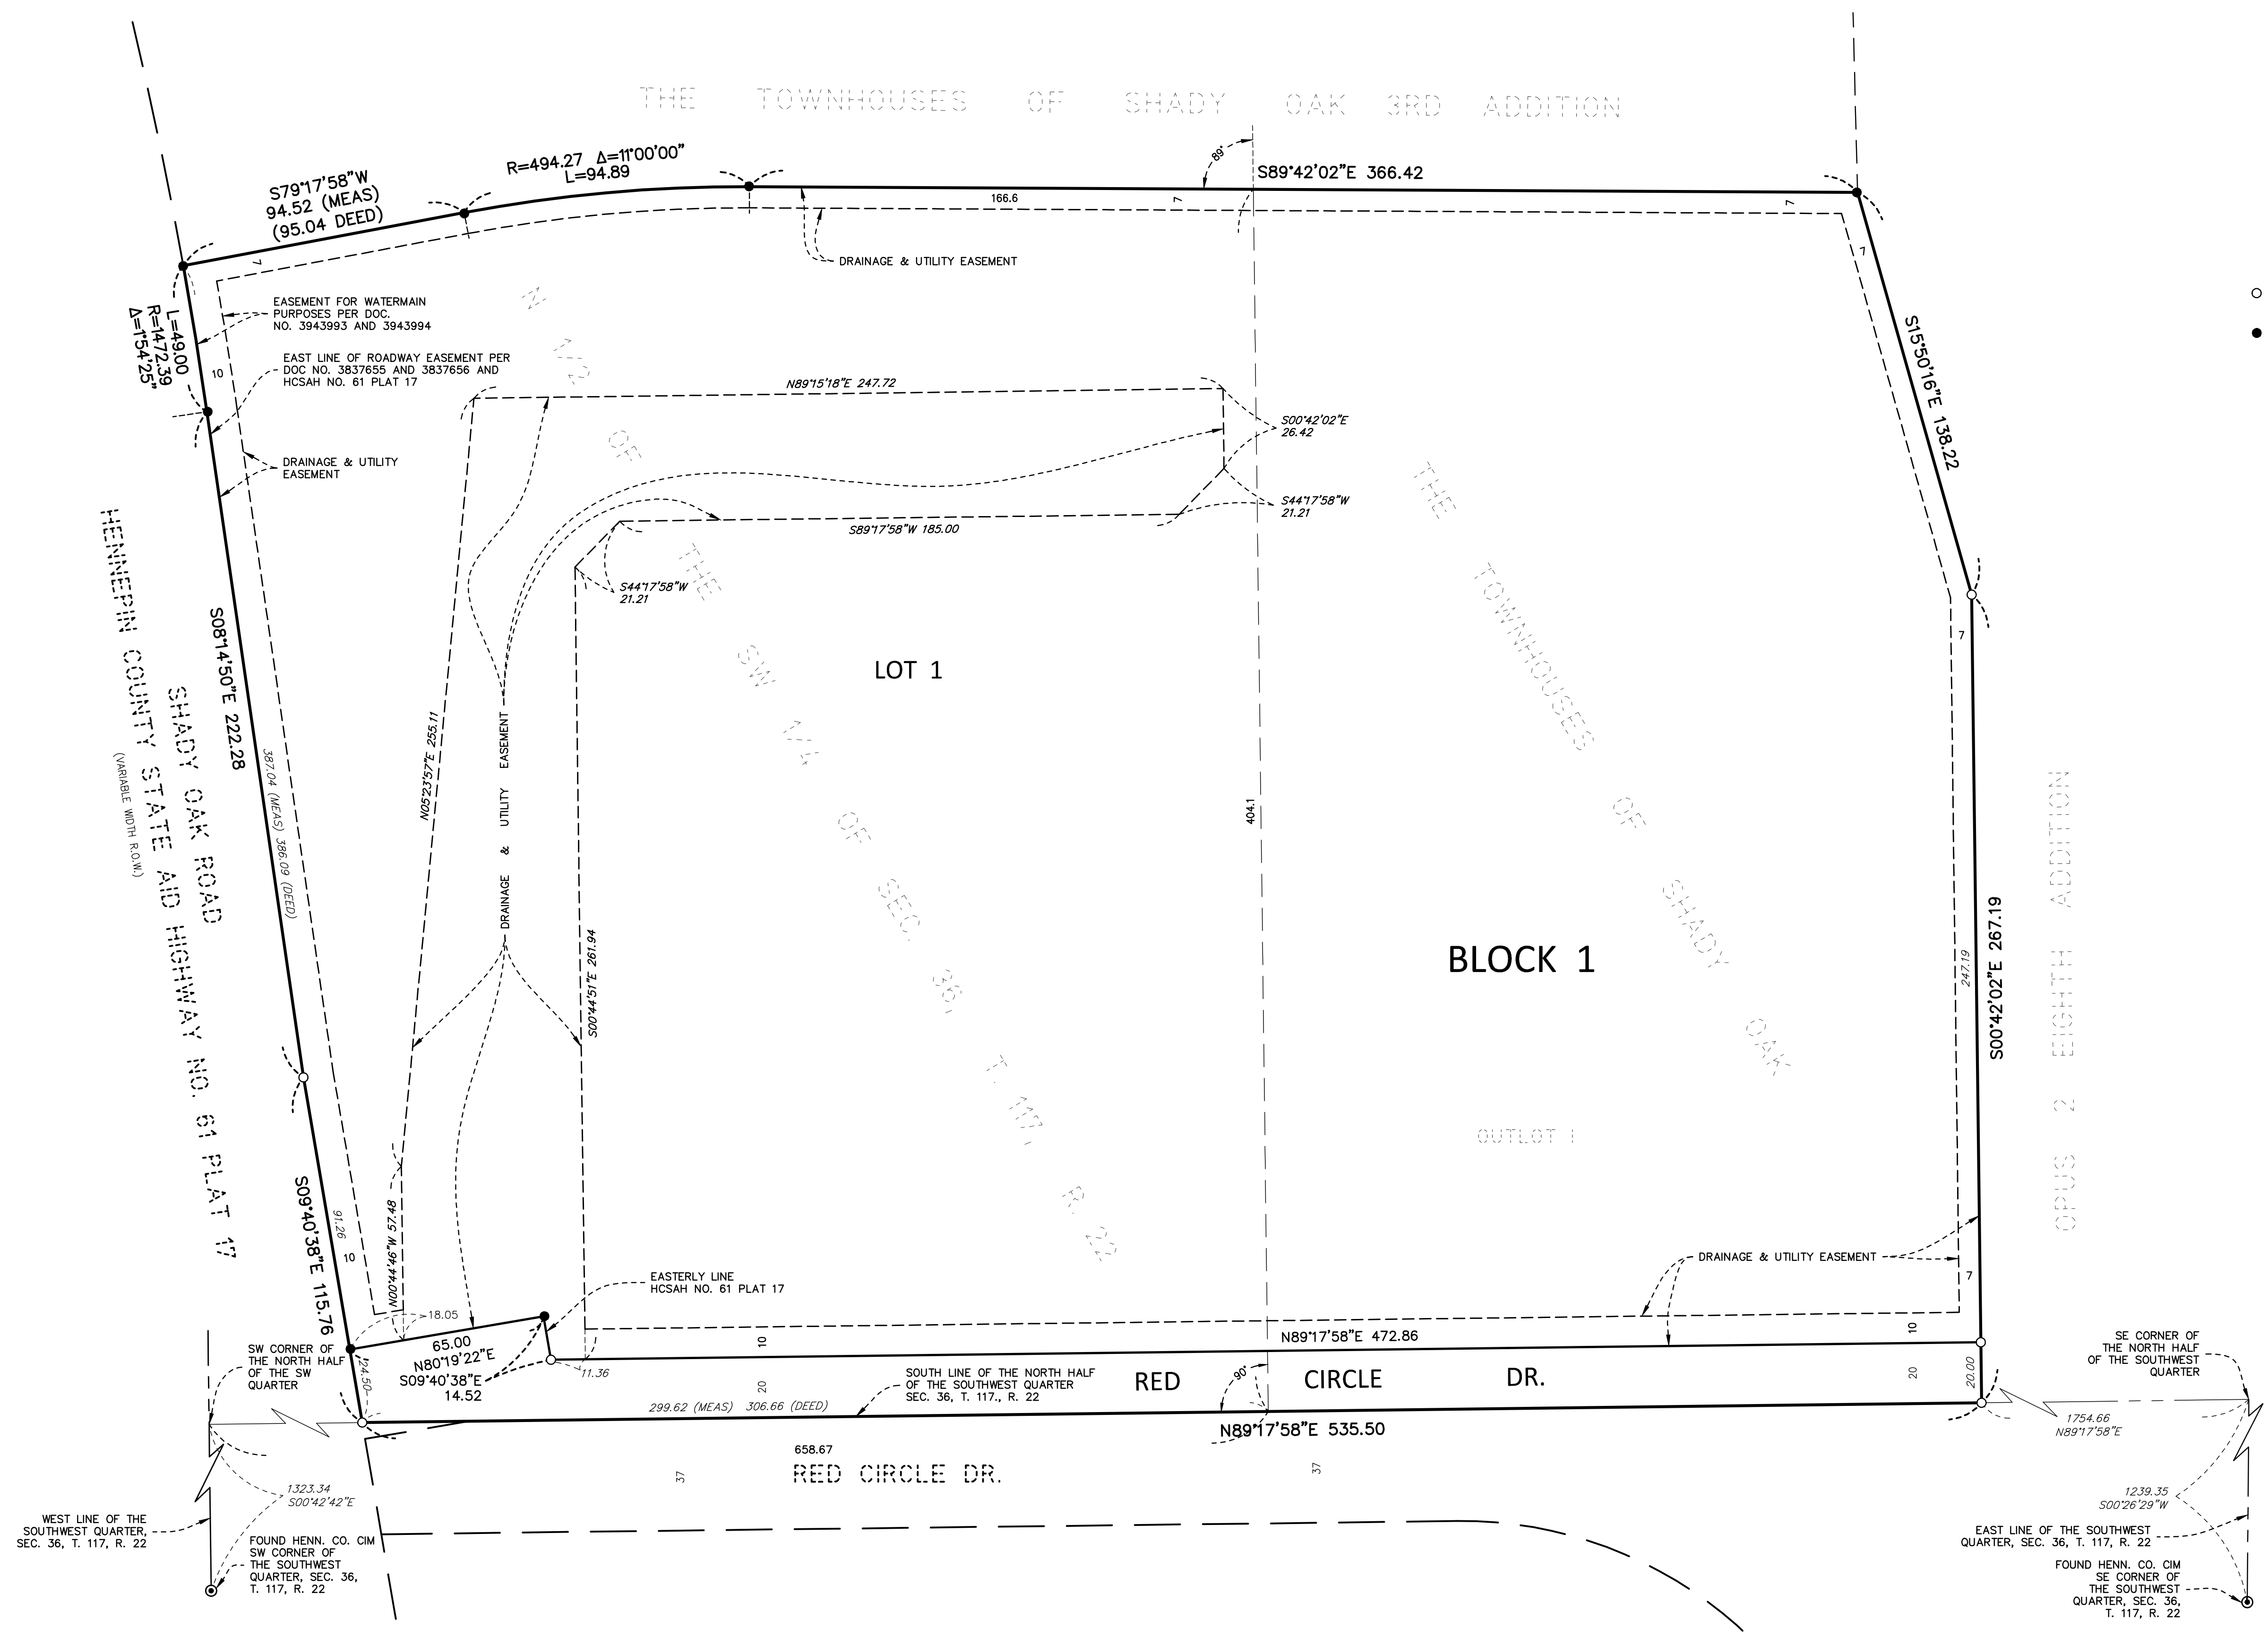 THE TOWNHOUSES OF SHADY OAK 3RD ADDITION
S79°17'58"W
94.52 (MEAS)
(95.04 DEED)
R=494.27 Δ=11°00'00"
L=94.89
89°
S89°42'02"E 366.42
166.6
7
7
7
7
DRAINAGE & UTILITY EASEMENT
L=49.00
R=1472.39
Δ=1°54'25"
EASEMENT FOR WATERMAIN
PURPOSES PER DOC.
NO. 3943993 AND 3943994
10
EAST LINE OF ROADWAY EASEMENT PER
DOC NO. 3837655 AND 3837656 AND
HCSAH NO. 61 PLAT 17
DRAINAGE & UTILITY
EASEMENT
N89°15'18"E 247.72
S00°42'02"E
26.42
S44°17'58"W
21.21
S89°17'58"W 185.00
S44°17'58"W
21.21
S15°50'16"E 138.22
N 1/2 OF THE SW 1/4 OF SEC. 36, T. 117, R. 22
THE TOWNHOUSES OF SHADY OAK
LOT 1
BLOCK 1
OUTLOT 1
HENNEPIN COUNTY STATE AID HIGHWAY NO. 61 PLAT 17
SHADY OAK ROAD
(VARIABLE WIDTH R.O.W.)
S08°14'50"E 222.28
387.04 (MEAS) 386.09 (DEED)
N05°23'57"E 255.11
DRAINAGE & UTILITY EASEMENT
S00°44'51"E 261.94
404.1
7
247.19
S00°42'02"E 267.19
OPUS 2 EIGHTH ADDITION
S09°40'38"E 115.76
91.26
10
N00°44'46"W 57.48
18.05
65.00
N80°19'22"E
S09°40'38"E
14.52
24.50
EASTERLY LINE
HCSAH NO. 61 PLAT 17
DRAINAGE & UTILITY EASEMENT
7
10
N89°17'58"E 472.86
10
11.36
20
SOUTH LINE OF THE NORTH HALF
OF THE SOUTHWEST QUARTER
SEC. 36, T. 117., R. 22
RED CIRCLE DR.
90°
20
20.00
299.62 (MEAS) 306.66 (DEED)
N89°17'58"E 535.50
SW CORNER OF
THE NORTH HALF
OF THE SW
QUARTER
SE CORNER OF
THE NORTH HALF
OF THE SOUTHWEST
QUARTER
1754.66
N89°17'58"E
658.67
37
RED CIRCLE DR.
37
1323.34
S00°42'42"E
1239.35
S00°26'29"W
WEST LINE OF THE
SOUTHWEST QUARTER,
SEC. 36, T. 117, R. 22
FOUND HENN. CO. CIM
SW CORNER OF
THE SOUTHWEST
QUARTER, SEC. 36,
T. 117, R. 22
EAST LINE OF THE SOUTHWEST
QUARTER, SEC. 36, T. 117, R. 22
FOUND HENN. CO. CIM
SE CORNER OF
THE SOUTHWEST
QUARTER, SEC. 36,
T. 117, R. 22